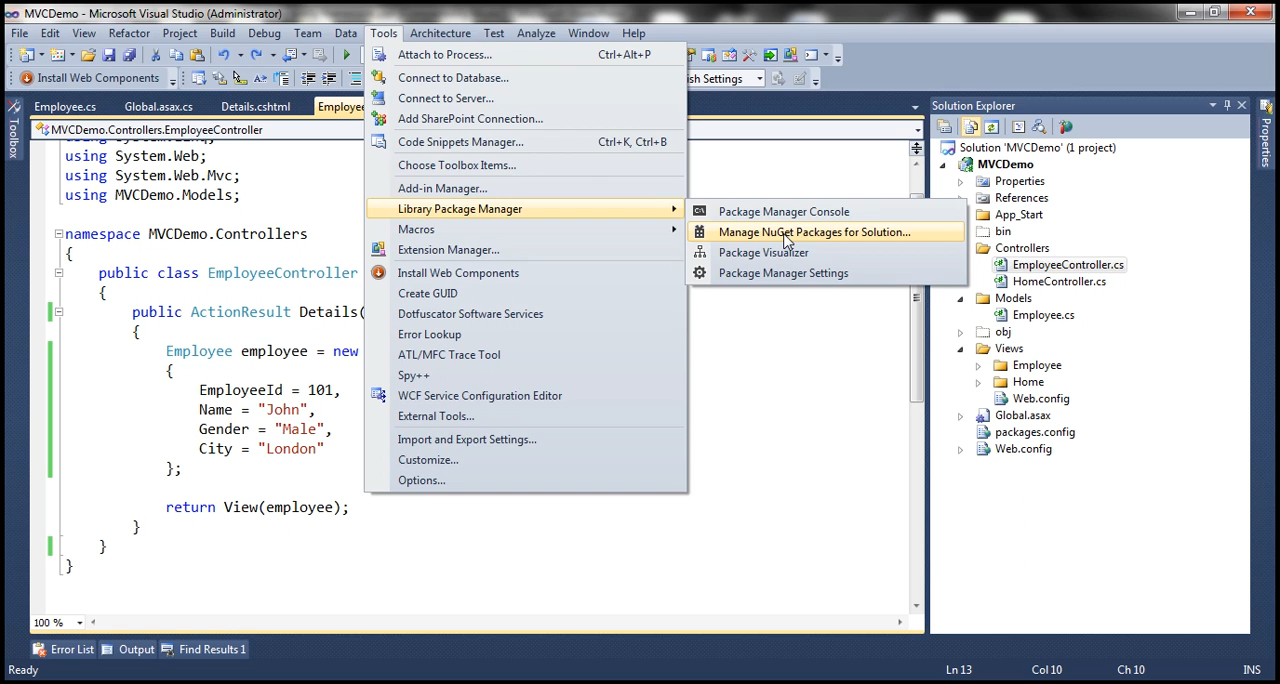 MVCDemo - Microsoft Visual Studio (Administrator)
File Edit View Refactor Project Build Debug Team Data Tools Architecture Test Analyze Window Help
Install Web Components
ish Settings
Employee.cs Global.asax.cs Details.cshtml Employee
MVCDemo.Controllers.EmployeeController
Toolbox
using System.Web;
using System.Web.Mvc;
using MVCDemo.Models;
namespace MVCDemo.Controllers
{
public class EmployeeController
{
public ActionResult Details(
{
Employee employee = new
{
EmployeeId = 101,
Name = "John",
Gender = "Male",
City = "London"
};
return View(employee);
}
}
}
100 %
Attach to Process... Ctrl+Alt+P
Connect to Database...
Connect to Server...
Add SharePoint Connection...
Code Snippets Manager... Ctrl+K, Ctrl+B
Choose Toolbox Items...
Add-in Manager...
Library Package Manager
Macros
Extension Manager...
Install Web Components
Create GUID
Dotfuscator Software Services
Error Lookup
ATL/MFC Trace Tool
Spy++
WCF Service Configuration Editor
External Tools...
Import and Export Settings...
Customize...
Options...
Package Manager Console
Manage NuGet Packages for Solution...
Package Visualizer
Package Manager Settings
Solution Explorer
Solution 'MVCDemo' (1 project)
MVCDemo
Properties
References
App_Start
bin
Controllers
EmployeeController.cs
HomeController.cs
Models
Employee.cs
obj
Views
Employee
Home
Web.config
Global.asax
packages.config
Web.config
Properties
Error List Output Find Results 1
Ready Ln 13 Col 10 Ch 10 INS